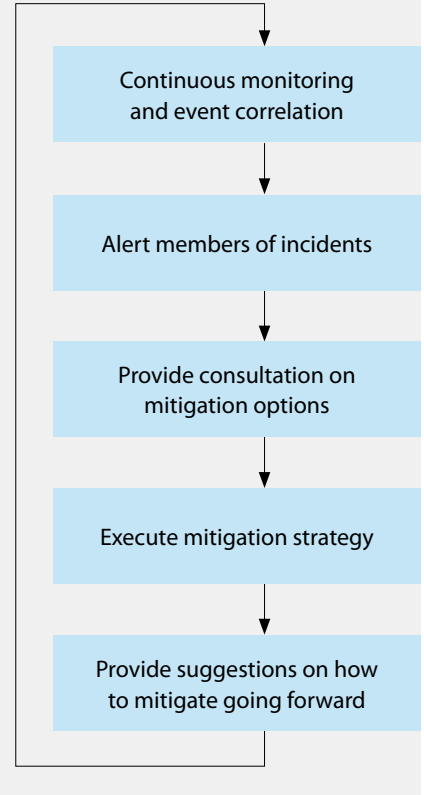 Continuous monitoring
and event correlation
Alert members of incidents
Provide consultation on
mitigation options
Execute mitigation strategy
Provide suggestions on how
to mitigate going forward